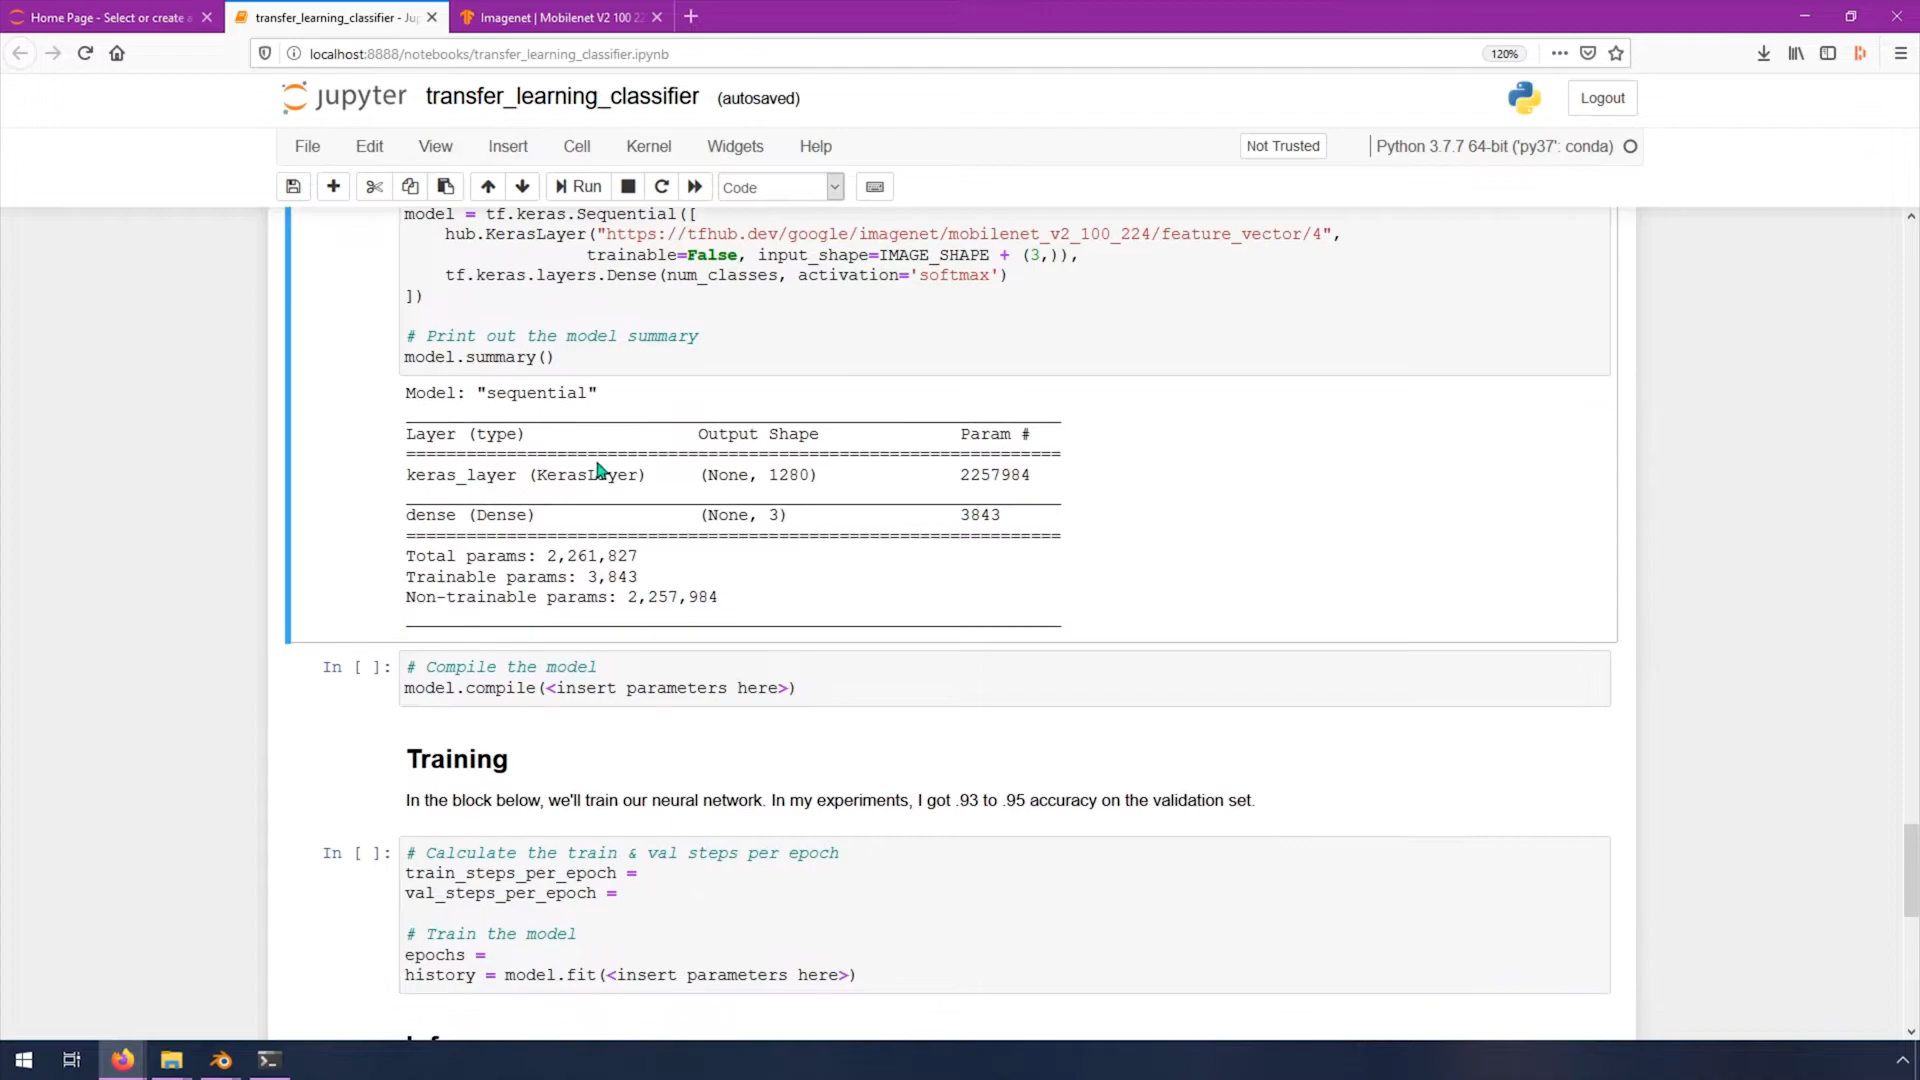 Home Page - Select or create a
transfer_learning_classifier - Jup
Imagenet | Mobilenet V2 100 22
localhost:8888/notebooks/transfer_learning_classifier.ipynb
120%
jupyter
transfer_learning_classifier
(autosaved)
Logout
File
Edit
View
Insert
Cell
Kernel
Widgets
Help
Not Trusted
Python 3.7.7 64-bit ('py37': conda)
Run
Code
model = tf.keras.Sequential([
hub.KerasLayer("https://tfhub.dev/google/imagenet/mobilenet_v2_100_224/feature_vector/4",
trainable=False, input_shape=IMAGE_SHAPE + (3,)),
tf.keras.layers.Dense(num_classes, activation='softmax')
])
# Print out the model summary
model.summary()
Model: "sequential"
Layer (type) Output Shape Param #
=================================================================
keras_layer (KerasLayer) (None, 1280) 2257984
dense (Dense) (None, 3) 3843
=================================================================
Total params: 2,261,827
Trainable params: 3,843
Non-trainable params: 2,257,984
In [ ]:
# Compile the model
model.compile(<insert parameters here>)
Training
In the block below, we'll train our neural network. In my experiments, I got .93 to .95 accuracy on the validation set.
In [ ]:
# Calculate the train & val steps per epoch
train_steps_per_epoch =
val_steps_per_epoch =
# Train the model
epochs =
history = model.fit(<insert parameters here>)